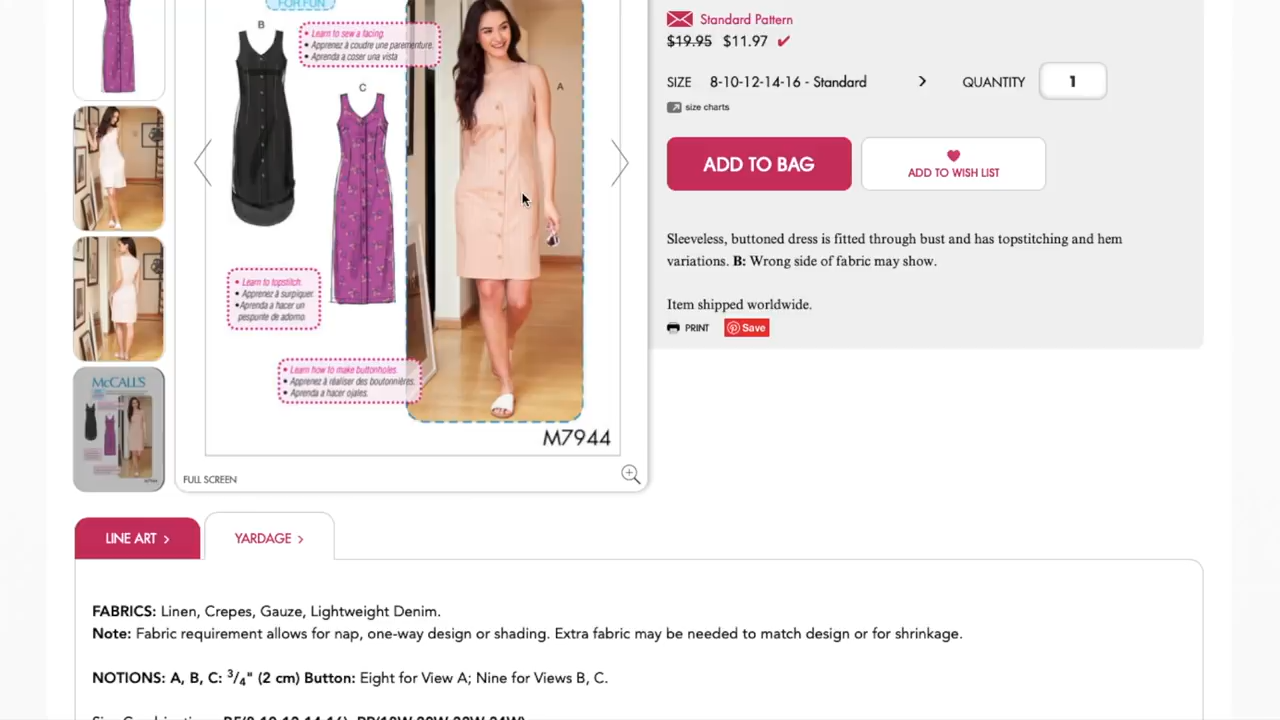 FOR FUN
B
• Learn to sew a facing.
• Apprenez à coudre une parementure.
• Aprenda a coser una vista
C
A
• Learn to topstitch.
• Apprenez à surpiquer.
• Aprenda a hacer un
pespunte de adorno.
• Learn how to make buttonholes.
• Apprenez à réaliser des boutonnières.
• Aprenda a hacer ojales.
M7944
McCALL'S
FULL SCREEN
Standard Pattern
$19.95 $11.97
SIZE 8-10-12-14-16 - Standard > QUANTITY 1
size charts
ADD TO BAG
ADD TO WISH LIST
Sleeveless, buttoned dress is fitted through bust and has topstitching and hem
variations. B: Wrong side of fabric may show.
Item shipped worldwide.
PRINT Save
LINE ART > YARDAGE >
FABRICS: Linen, Crepes, Gauze, Lightweight Denim.
Note: Fabric requirement allows for nap, one-way design or shading. Extra fabric may be needed to match design or for shrinkage.
NOTIONS: A, B, C: 3/4" (2 cm) Button: Eight for View A; Nine for Views B, C.